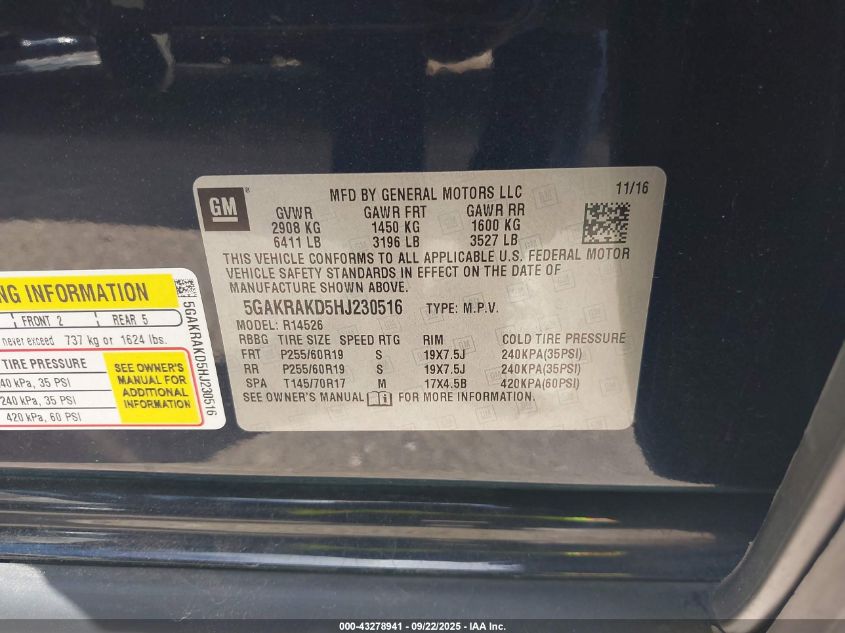 GM
®
MFD BY GENERAL MOTORS LLC
11/16
GVWR GAWR FRT GAWR RR
2908 KG 1450 KG 1600 KG
6411 LB 3196 LB 3527 LB
THIS VEHICLE CONFORMS TO ALL APPLICABLE U.S. FEDERAL MOTOR
VEHICLE SAFETY STANDARDS IN EFFECT ON THE DATE OF
MANUFACTURE SHOWN ABOVE.
5GAKRAKD5HJ230516 TYPE: M.P.V.
MODEL: R14526
RBBG TIRE SIZE SPEED RTG RIM COLD TIRE PRESSURE
FRT P255/60R19 S 19X7.5J 240KPA(35PSI)
RR P255/60R19 S 19X7.5J 240KPA(35PSI)
SPA T145/70R17 M 17X4.5B 420KPA(60PSI)
SEE OWNER'S MANUAL FOR MORE INFORMATION.
NG INFORMATION
FRONT 2 REAR 5
never exceed 737 kg or 1624 lbs.
TIRE PRESSURE
40 kPa, 35 PSI
240 kPa, 35 PSI
420 kPa, 60 PSI
SEE OWNER'S
MANUAL FOR
ADDITIONAL
INFORMATION
5GAKRAKD5HJ230516
000-43278941 - 09/22/2025 - IAA Inc.